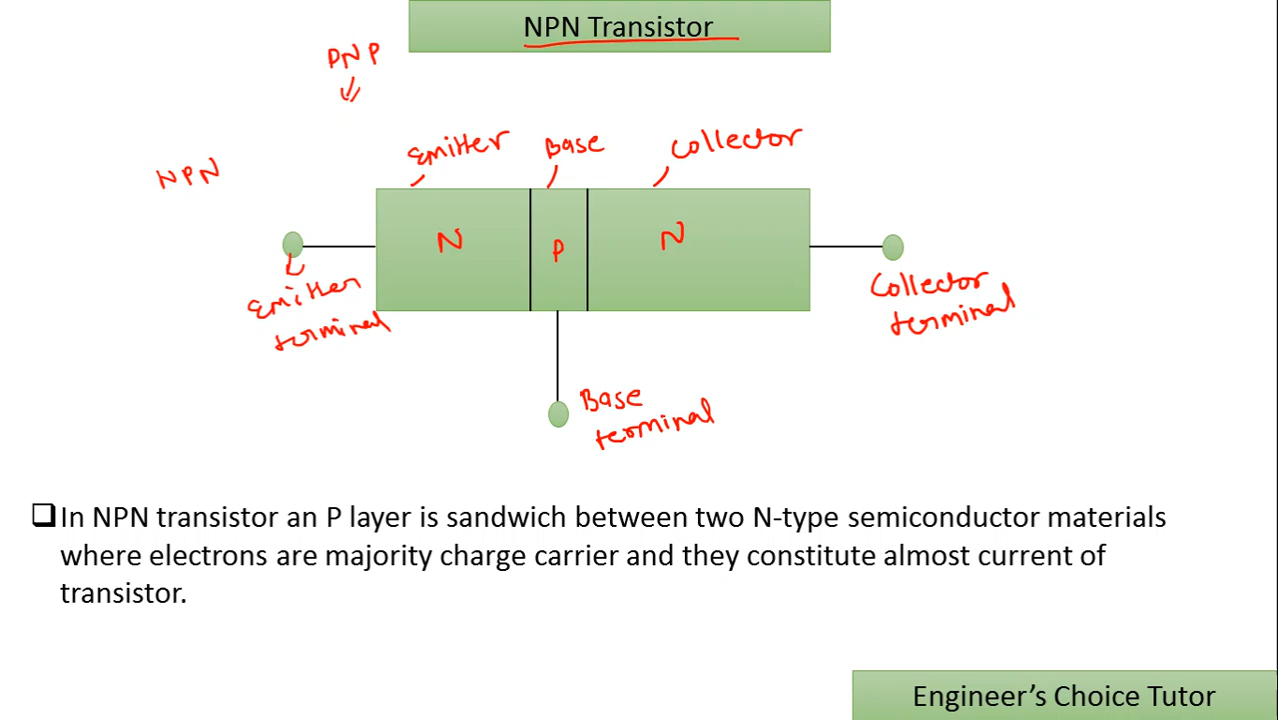 NPN Transistor
PNP
NPN
Emitter
Base
Collector
N
P
N
Emitter
terminal
Collector
terminal
Base
terminal
In NPN transistor an P layer is sandwich between two N-type semiconductor materials
where electrons are majority charge carrier and they constitute almost current of
transistor.
Engineer’s Choice Tutor